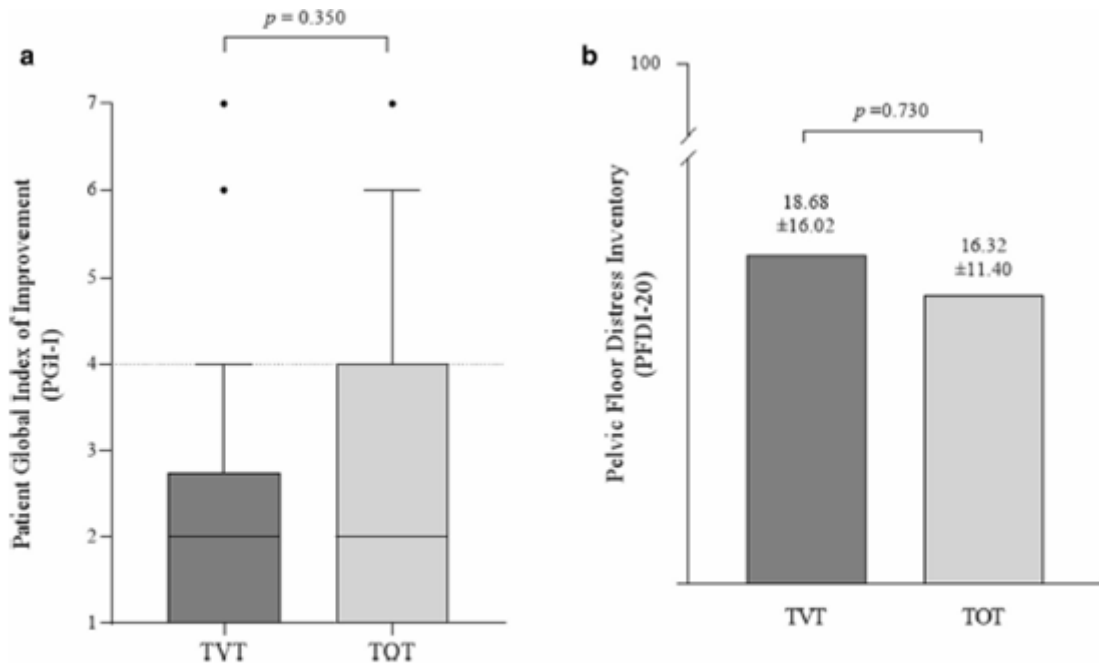 a
p = 0.350
Patient Global Index of Improvement
(PGI-I)
7
6
5
4
3
2
1
TVT
TOT
b
100
p =0.730
Pelvic Floor Distress Inventory
(PFDI-20)
18.68
±16.02
16.32
±11.40
TVT
TOT